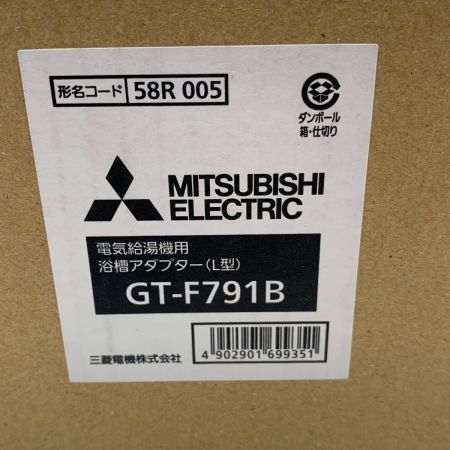 形名コード 58R 005
ダンボール
箱・仕切り
MITSUBISHI
ELECTRIC
電気給湯機用
浴槽アダプター(L型)
GT-F791B
三菱電機株式会社
4 902901 699351